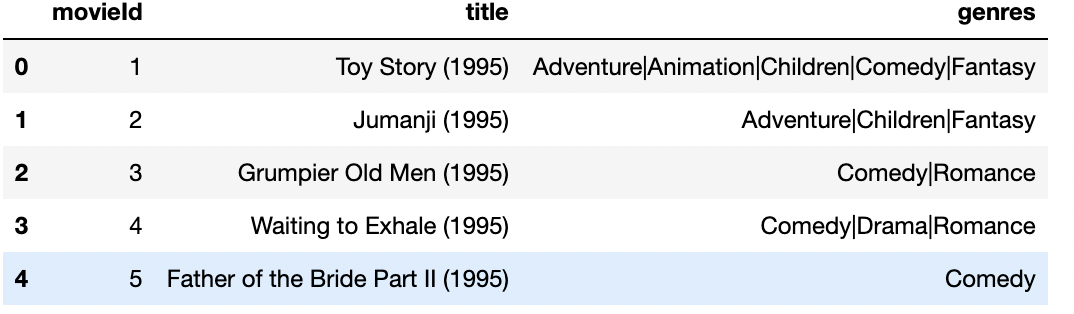 movieId title genres
0 1 Toy Story (1995) Adventure|Animation|Children|Comedy|Fantasy
1 2 Jumanji (1995) Adventure|Children|Fantasy
2 3 Grumpier Old Men (1995) Comedy|Romance
3 4 Waiting to Exhale (1995) Comedy|Drama|Romance
4 5 Father of the Bride Part II (1995) Comedy